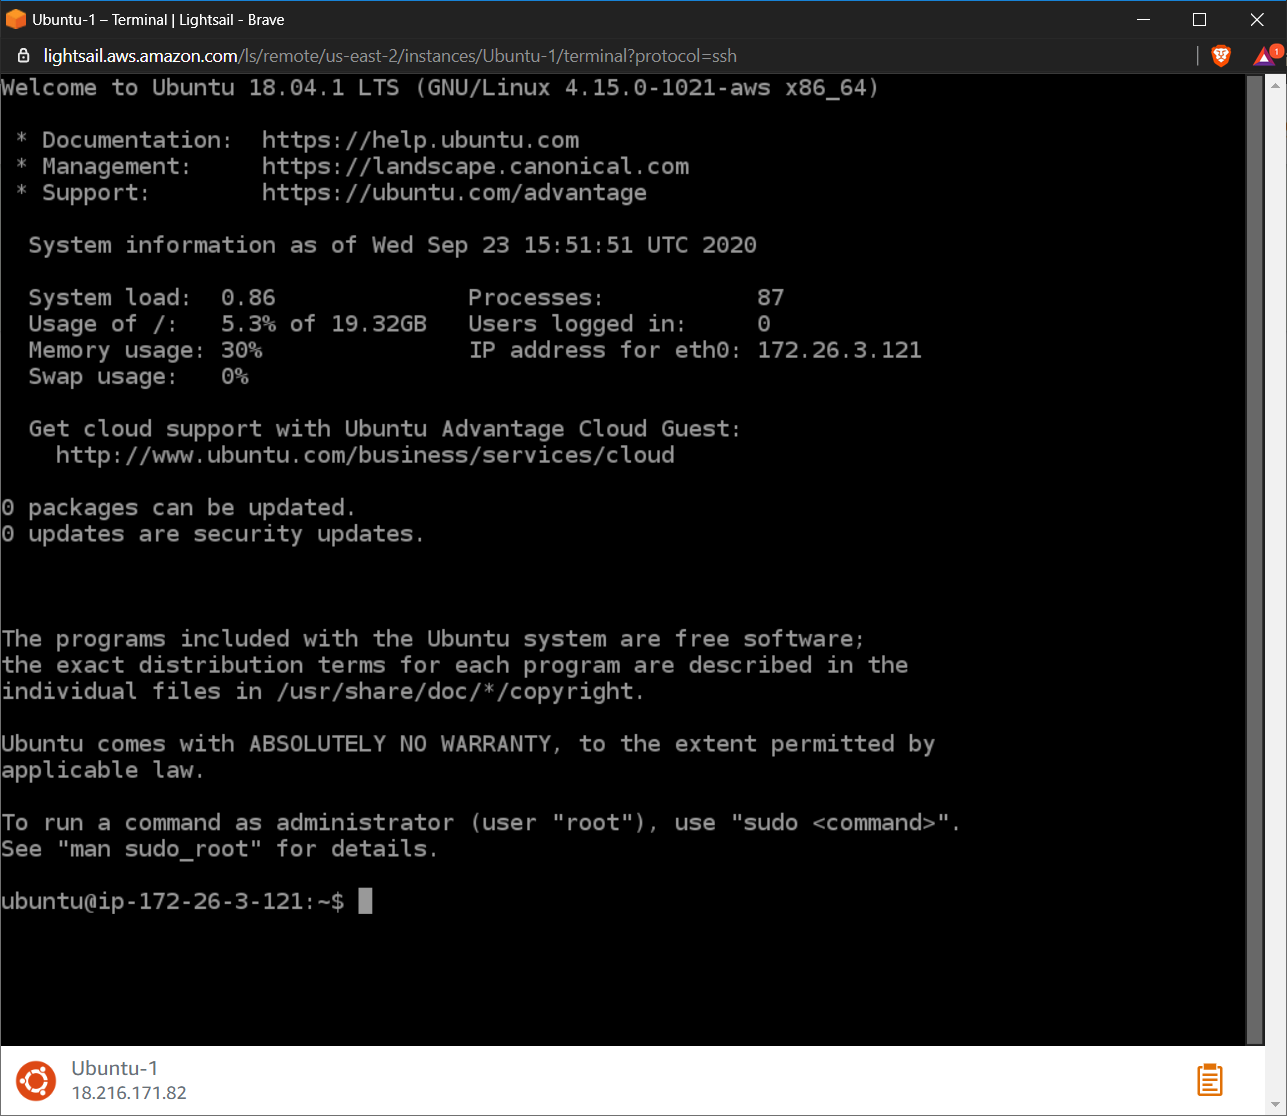 Ubuntu-1 – Terminal | Lightsail - Brave
lightsail.aws.amazon.com/ls/remote/us-east-2/instances/Ubuntu-1/terminal?protocol=ssh
1
Welcome to Ubuntu 18.04.1 LTS (GNU/Linux 4.15.0-1021-aws x86_64)
* Documentation:  https://help.ubuntu.com
* Management:     https://landscape.canonical.com
* Support:        https://ubuntu.com/advantage
System information as of Wed Sep 23 15:51:51 UTC 2020
System load:  0.86              Processes:           87
Usage of /:   5.3% of 19.32GB   Users logged in:     0
Memory usage: 30%               IP address for eth0: 172.26.3.121
Swap usage:   0%
Get cloud support with Ubuntu Advantage Cloud Guest:
http://www.ubuntu.com/business/services/cloud
0 packages can be updated.
0 updates are security updates.
The programs included with the Ubuntu system are free software;
the exact distribution terms for each program are described in the
individual files in /usr/share/doc/*/copyright.
Ubuntu comes with ABSOLUTELY NO WARRANTY, to the extent permitted by
applicable law.
To run a command as administrator (user "root"), use "sudo <command>".
See "man sudo_root" for details.
ubuntu@ip-172-26-3-121:~$
Ubuntu-1
18.216.171.82